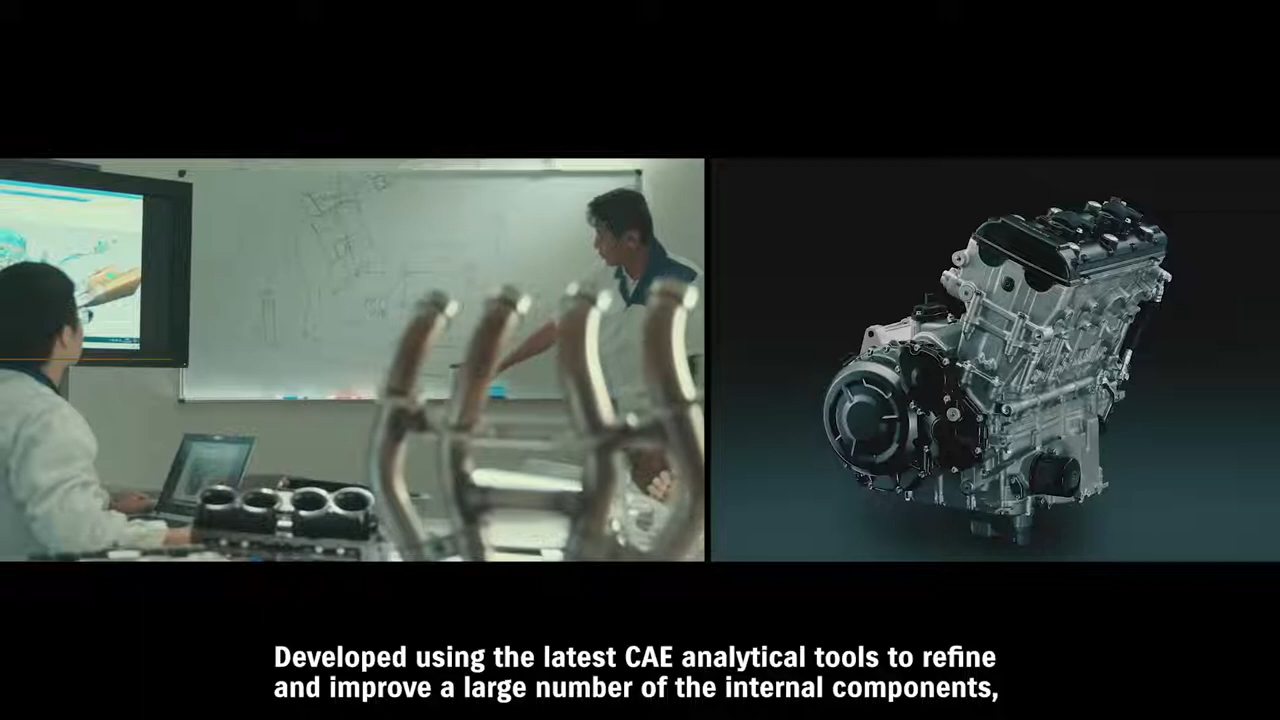 Developed using the latest CAE analytical tools to refine
and improve a large number of the internal components,